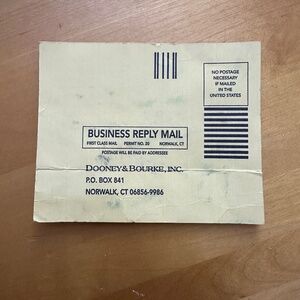 NO POSTAGE
NECESSARY
IF MAILED
IN THE
UNITED STATES
BUSINESS REPLY MAIL
FIRST CLASS MAIL PERMIT NO. 20 NORWALK, CT
POSTAGE WILL BE PAID BY ADDRESSEE
DOONEY & BOURKE, INC.
P.O. BOX 841
NORWALK, CT 06856-9986